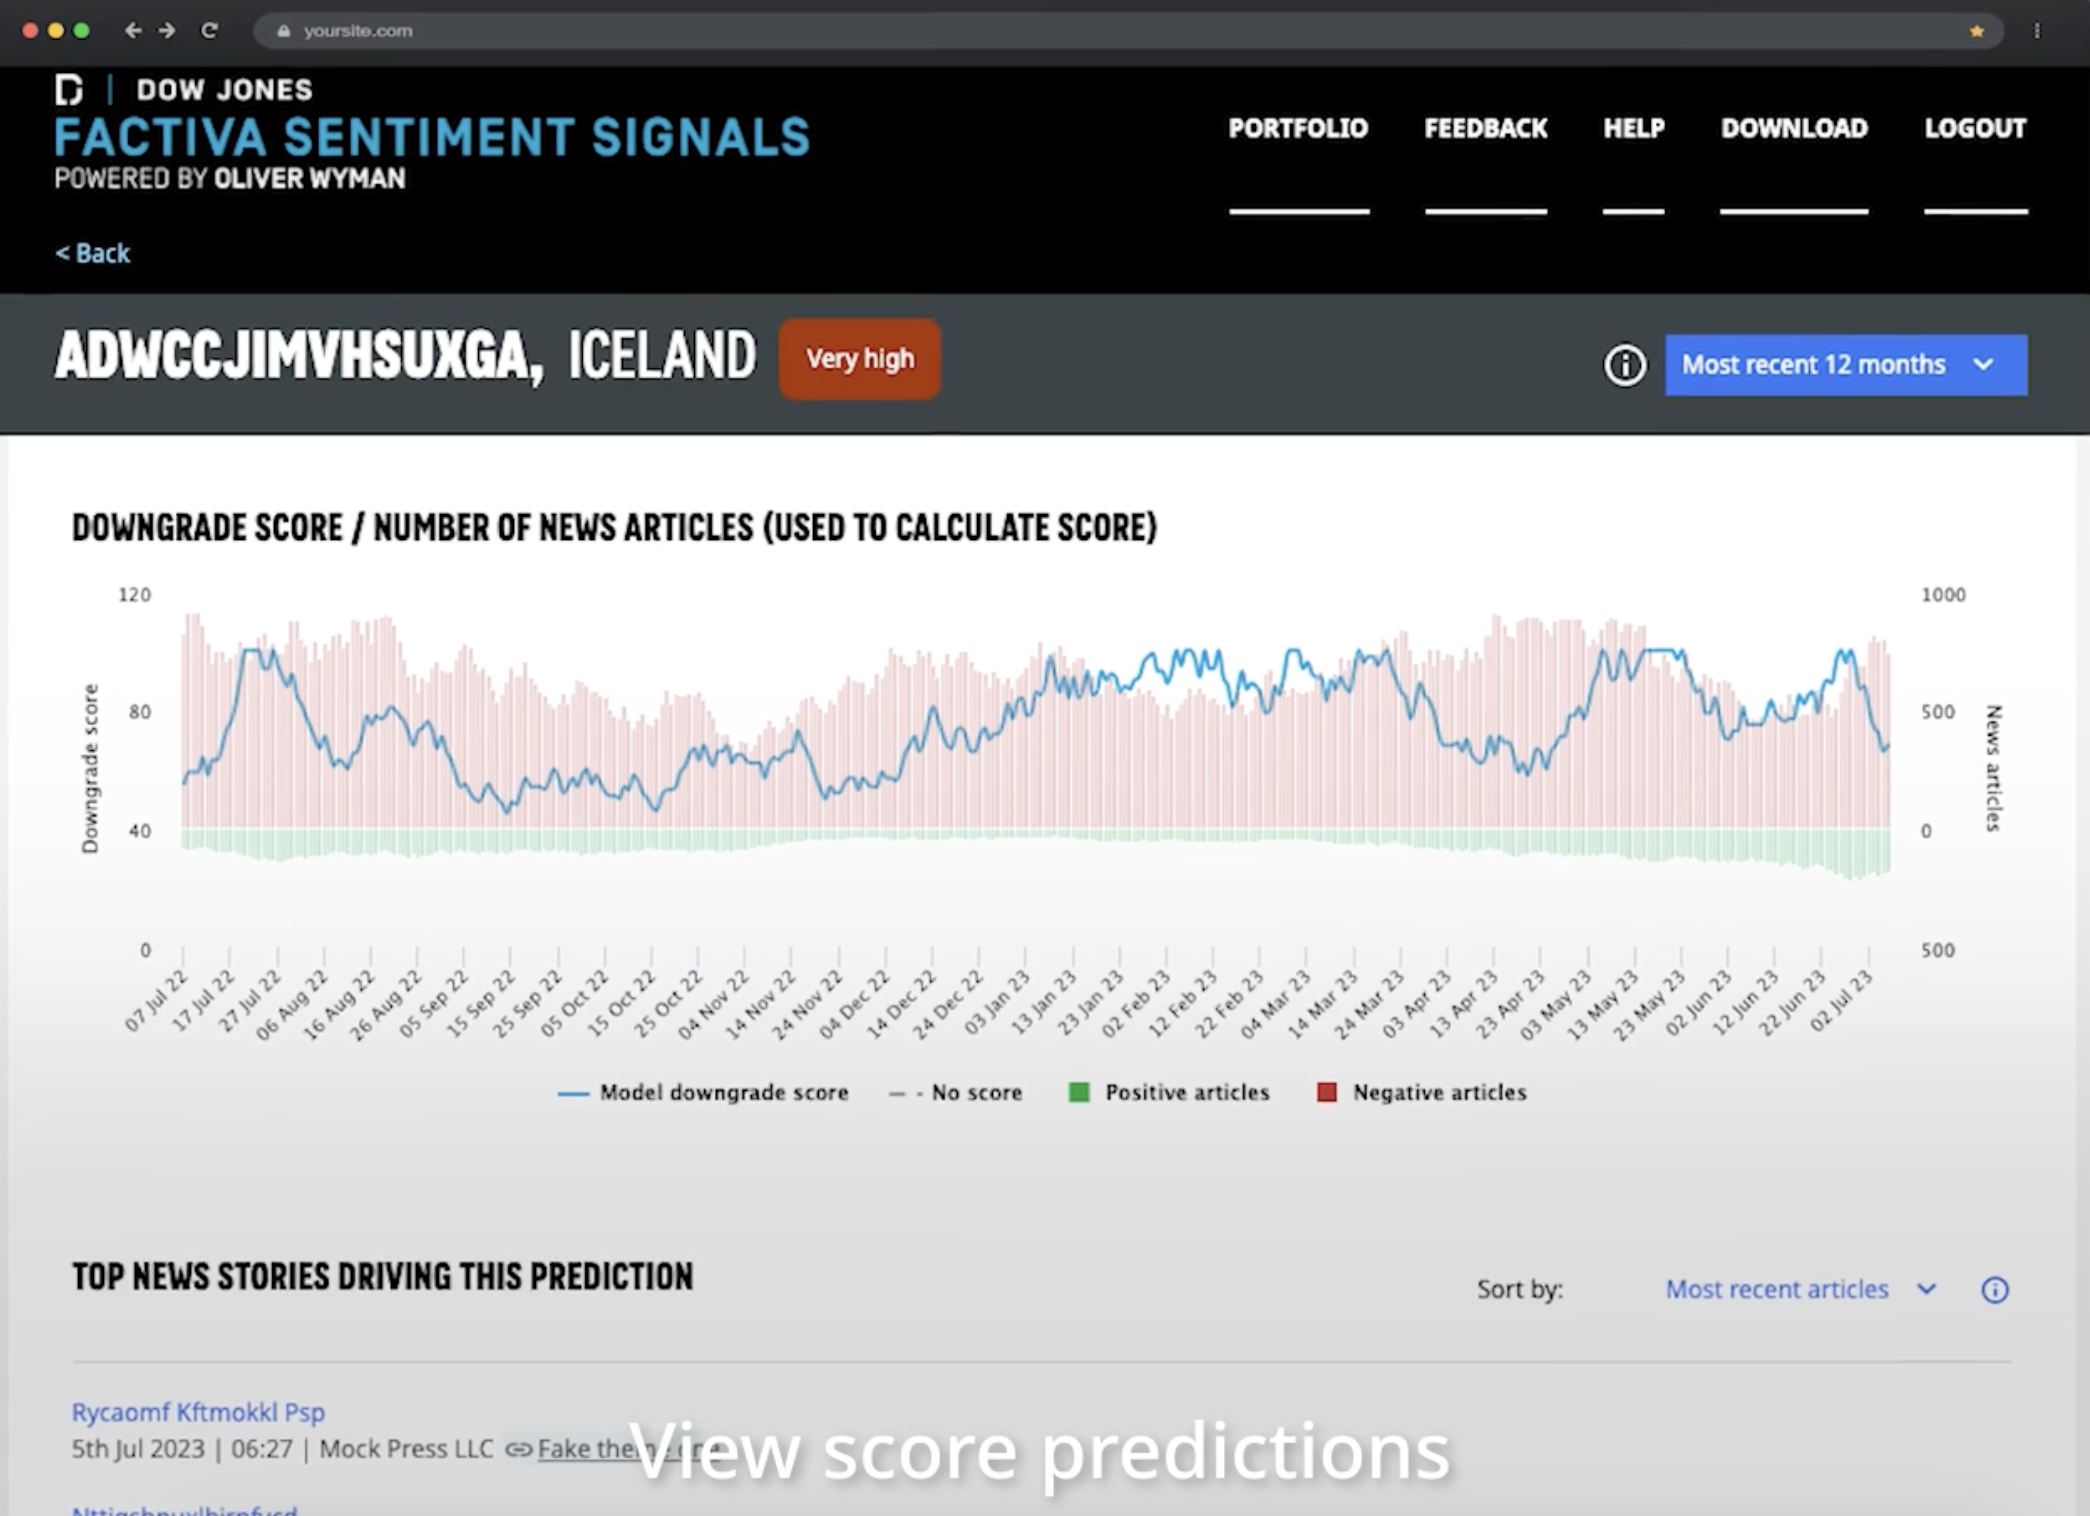 yoursite.com
D | DOW JONES
FACTIVA SENTIMENT SIGNALS
POWERED BY OLIVER WYMAN
PORTFOLIO FEEDBACK HELP DOWNLOAD LOGOUT
< Back
ADWCCJIMVHSUXGA, ICELAND Very high
Most recent 12 months
DOWNGRADE SCORE / NUMBER OF NEWS ARTICLES (USED TO CALCULATE SCORE)
120
80
40
0
Downgrade score
1000
500
0
500
News articles
07 Jul 22
17 Jul 22
27 Jul 22
06 Aug 22
16 Aug 22
26 Aug 22
05 Sep 22
15 Sep 22
25 Sep 22
05 Oct 22
15 Oct 22
25 Oct 22
04 Nov 22
14 Nov 22
24 Nov 22
04 Dec 22
14 Dec 22
24 Dec 22
03 Jan 23
13 Jan 23
23 Jan 23
02 Feb 23
12 Feb 23
22 Feb 23
04 Mar 23
14 Mar 23
24 Mar 23
03 Apr 23
13 Apr 23
23 Apr 23
03 May 23
13 May 23
23 May 23
02 Jun 23
12 Jun 23
22 Jun 23
02 Jul 23
Model downgrade score No score Positive articles Negative articles
TOP NEWS STORIES DRIVING THIS PREDICTION
Sort by: Most recent articles
Rycaomf Kftmokkl Psp
5th Jul 2023 | 06:27 | Mock Press LLC Fake theme one
View score predictions